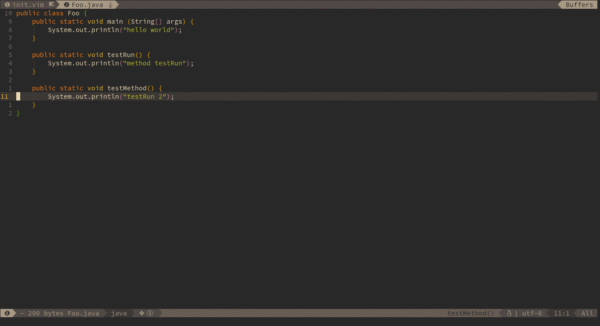 init.vim Foo.java Buffers
10 public class Foo {
9 public static void main (String[] args) {
8 System.out.println("hello world");
7 }
6
5 public static void testRun() {
4 System.out.println("method testRun");
3 }
2
1 public static void testMethod() {
11 System.out.println("testRun 2");
1 }
2 }
- 290 bytes Foo.java java testMethod() utf-8 11:1 All